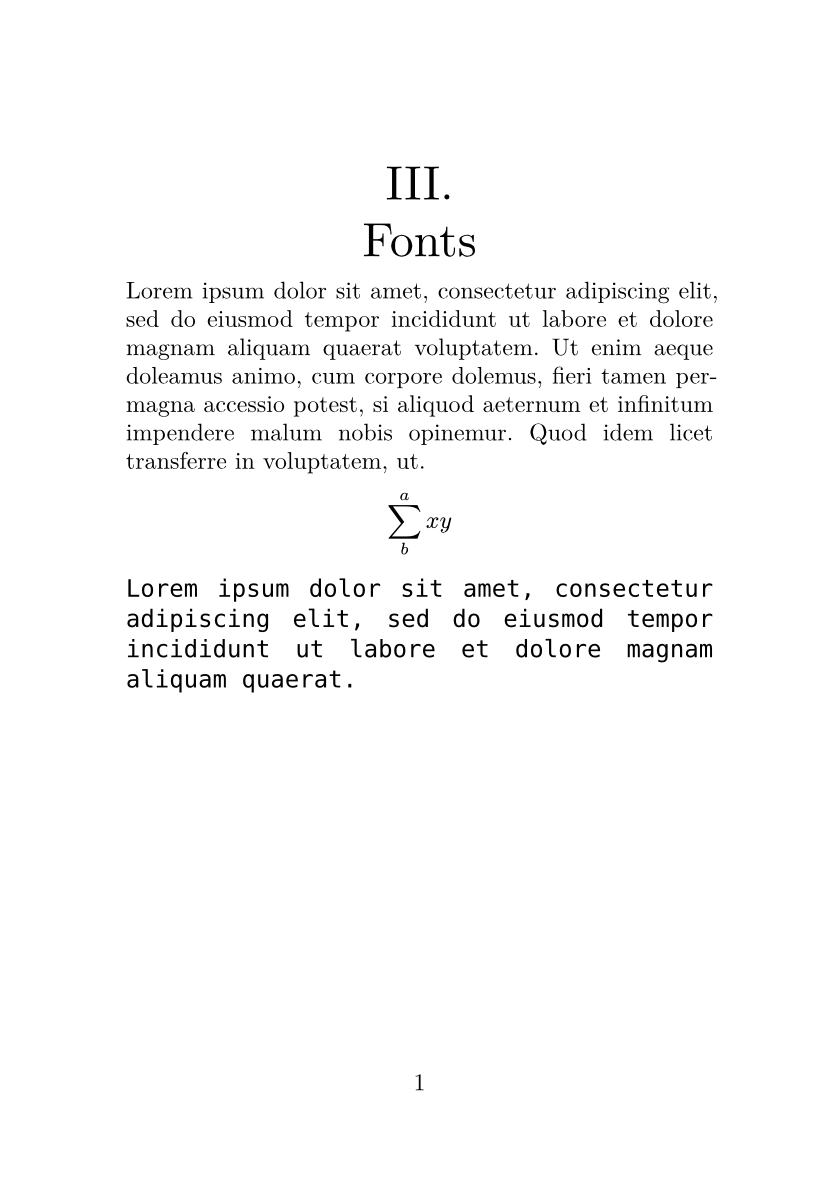 III.
Fonts
Lorem ipsum dolor sit amet, consectetur adipiscing elit,
sed do eiusmod tempor incididunt ut labore et dolore
magnam aliquam quaerat voluptatem. Ut enim aeque
doleamus animo, cum corpore dolemus, fieri tamen per-
magna accessio potest, si aliquod aeternum et infinitum
impendere malum nobis opinemur. Quod idem licet
transferre in voluptatem, ut.
a
∑ xy
b
Lorem ipsum dolor sit amet, consectetur
adipiscing elit, sed do eiusmod tempor
incididunt ut labore et dolore magnam
aliquam quaerat.
1